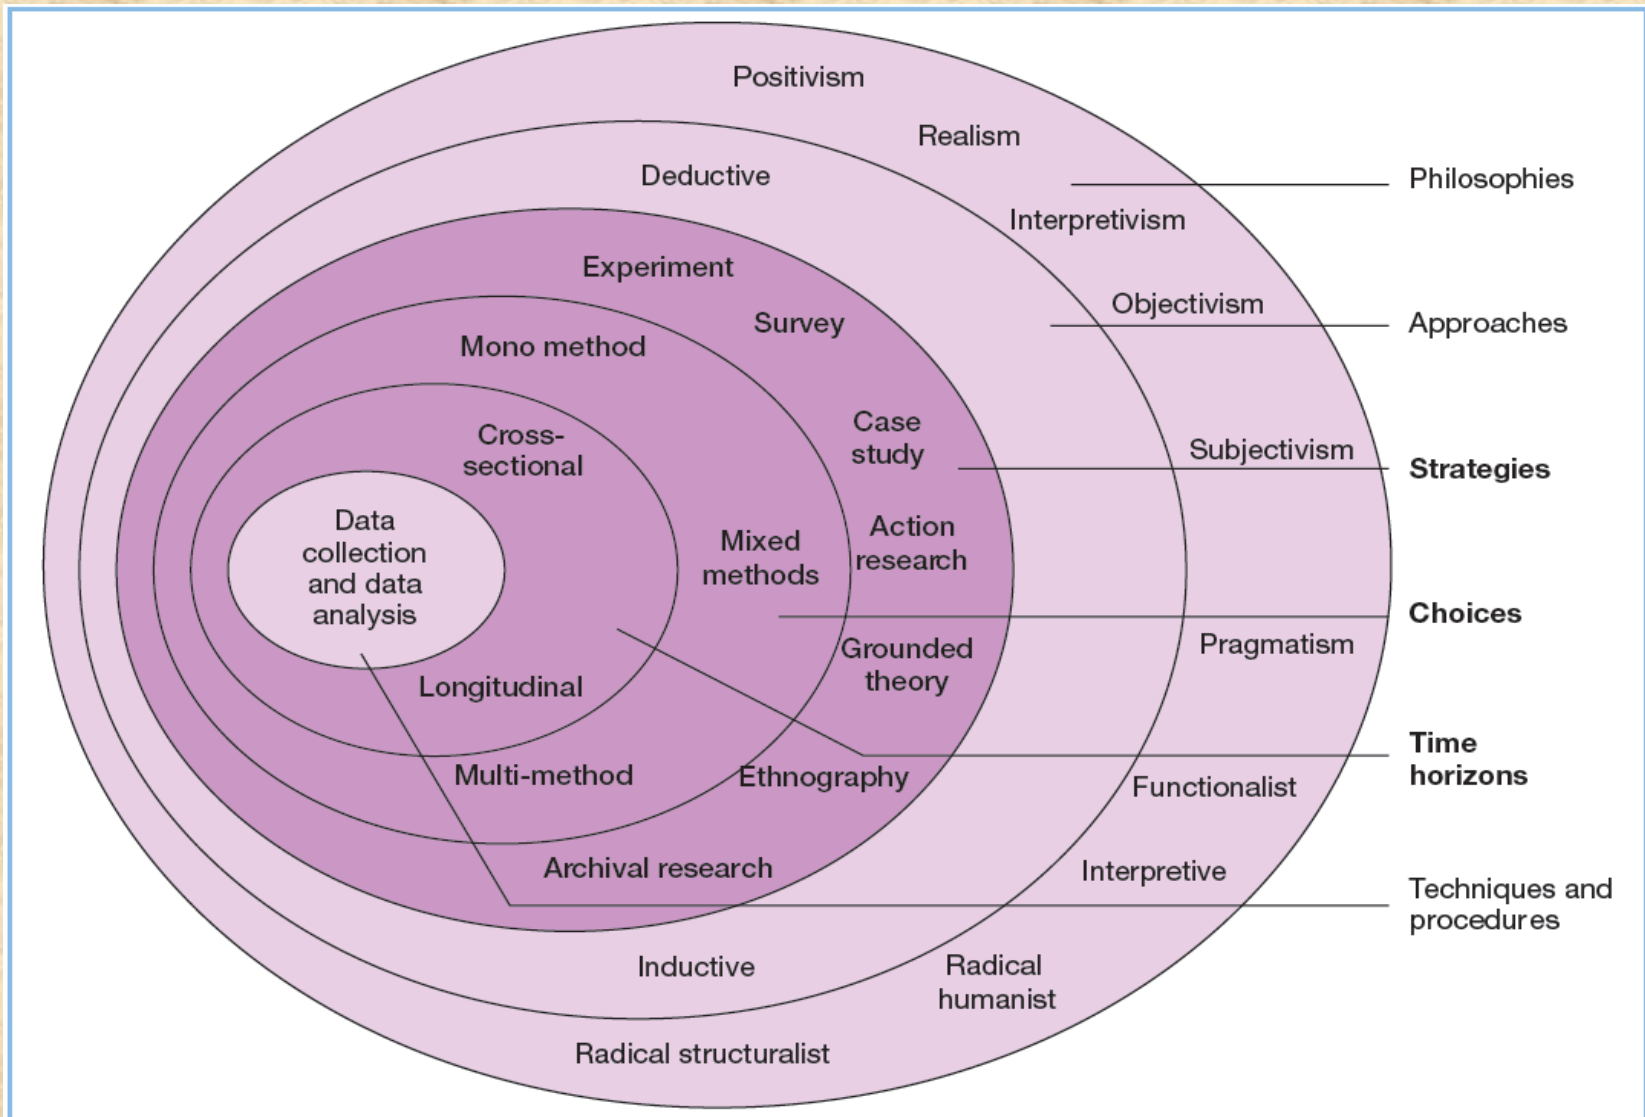 Positivism
Realism
Deductive
Philosophies
Interpretivism
Experiment
Objectivism
Survey
Approaches
Mono method
Case
study
Cross-
sectional
Subjectivism
Strategies
Data
collection
and data
analysis
Mixed
methods
Action
research
Choices
Grounded
theory
Pragmatism
Longitudinal
Time
horizons
Multi-method
Ethnography
Functionalist
Archival research
Interpretive
Techniques and
procedures
Inductive
Radical
humanist
Radical structuralist